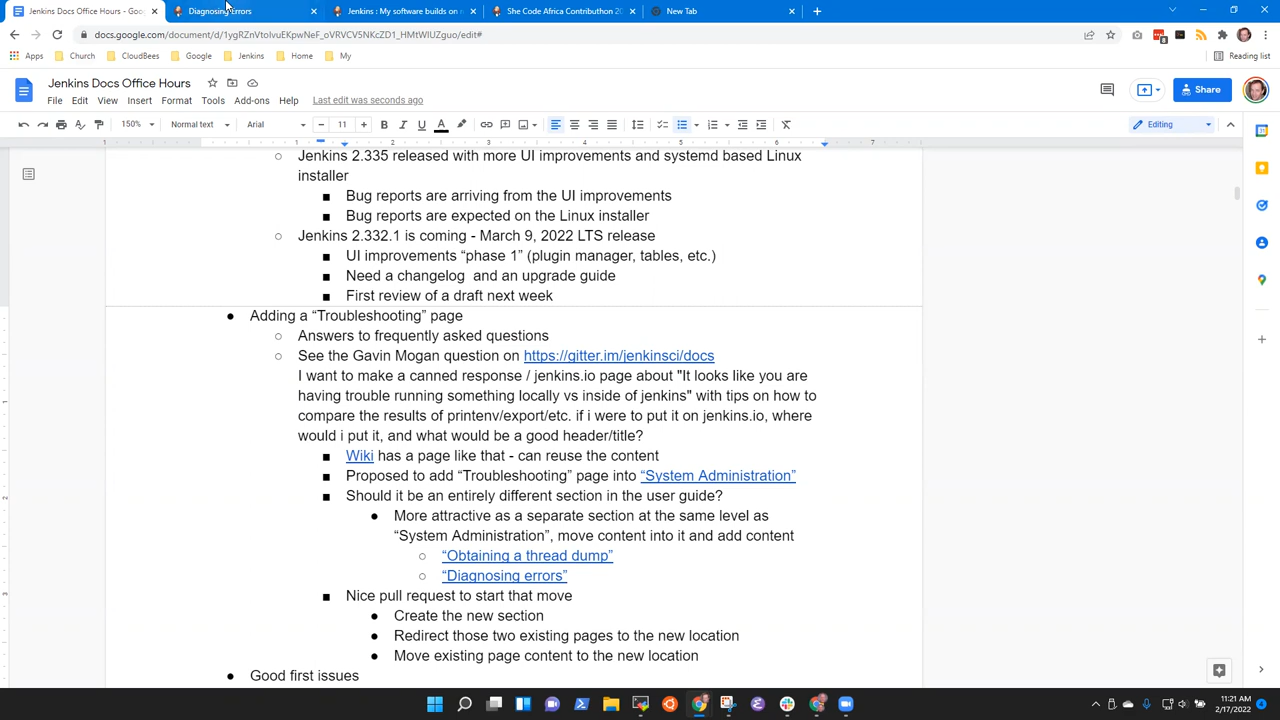 Jenkins Docs Office Hours - Goo
Diagnosing Errors
Jenkins : My software builds on m
She Code Africa Contributhon 20
New Tab
docs.google.com/document/d/1ygRZnVtoIvuEKpwNeF_oVRVCV5NKcZD1_HMtWIUZguo/edit#
Apps
Church
CloudBees
Google
Jenkins
Home
My
Reading list
Jenkins Docs Office Hours
File Edit View Insert Format Tools Add-ons Help Last edit was seconds ago
Share
150% Normal text Arial 11 Editing
1 1 2 3 4 5 6 7
Jenkins 2.335 released with more UI improvements and systemd based Linux
installer
Bug reports are arriving from the UI improvements
Bug reports are expected on the Linux installer
Jenkins 2.332.1 is coming - March 9, 2022 LTS release
UI improvements “phase 1” (plugin manager, tables, etc.)
Need a changelog and an upgrade guide
First review of a draft next week
Adding a “Troubleshooting” page
Answers to frequently asked questions
See the Gavin Mogan question on https://gitter.im/jenkinsci/docs
I want to make a canned response / jenkins.io page about "It looks like you are
having trouble running something locally vs inside of jenkins" with tips on how to
compare the results of printenv/export/etc. if i were to put it on jenkins.io, where
would i put it, and what would be a good header/title?
Wiki has a page like that - can reuse the content
Proposed to add “Troubleshooting” page into “System Administration”
Should it be an entirely different section in the user guide?
More attractive as a separate section at the same level as
“System Administration”, move content into it and add content
“Obtaining a thread dump”
“Diagnosing errors”
Nice pull request to start that move
Create the new section
Redirect those two existing pages to the new location
Move existing page content to the new location
Good first issues
11:21 AM
2/17/2022